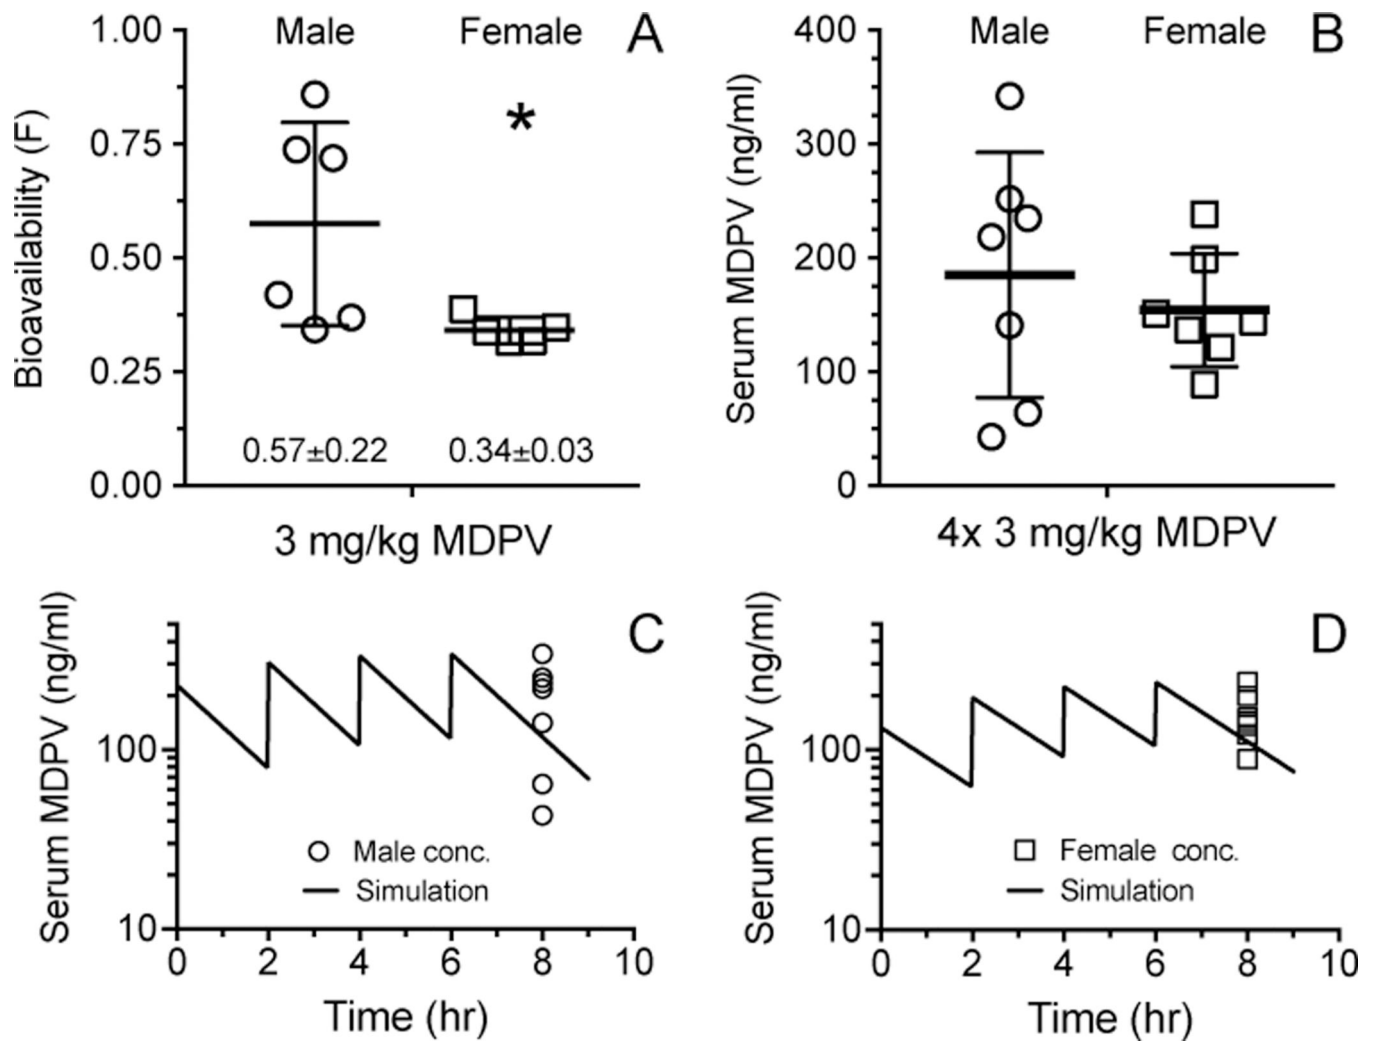 A
Male Female
Bioavailability (F)
1.00
0.75
0.50
0.25
0.00
*
0.57±0.22 0.34±0.03
3 mg/kg MDPV
B
Male Female
Serum MDPV (ng/ml)
400
300
200
100
0
4x 3 mg/kg MDPV
C
Serum MDPV (ng/ml)
100
10
Male conc.
Simulation
0 2 4 6 8 10
Time (hr)
D
Serum MDPV (ng/ml)
100
10
Female conc.
Simulation
0 2 4 6 8 10
Time (hr)